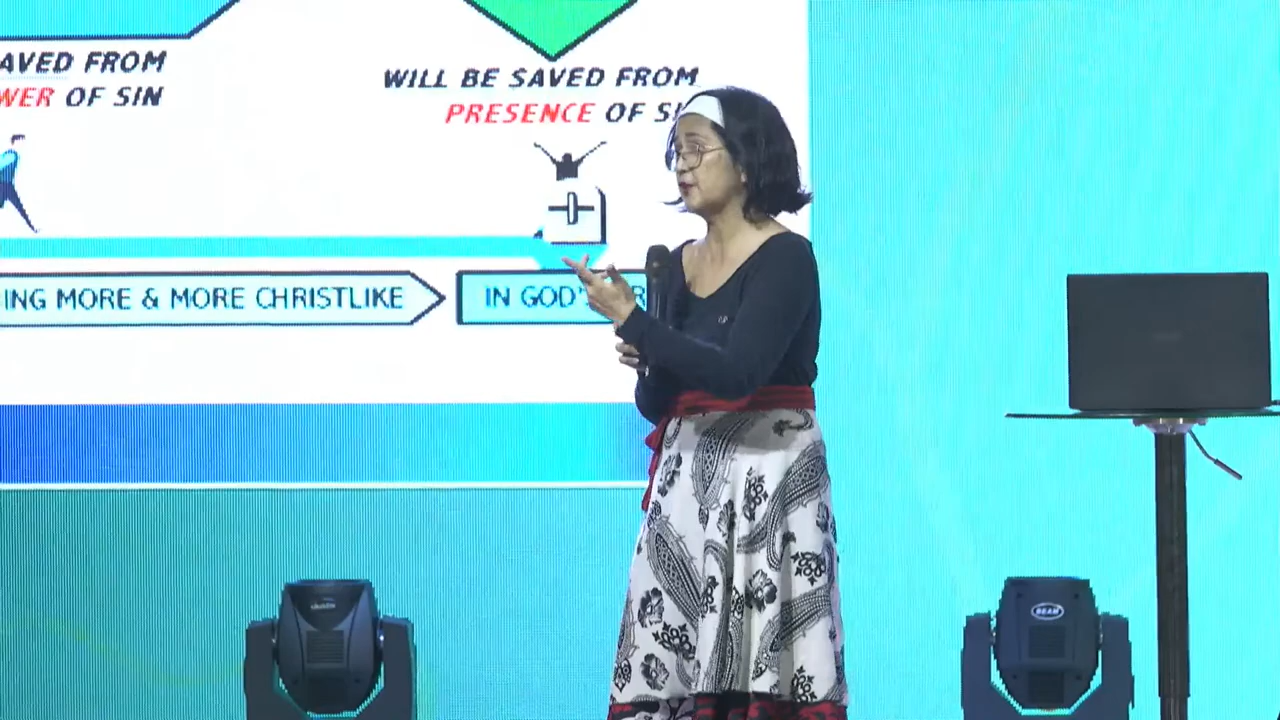 AVED FROM
WER OF SIN
WILL BE SAVED FROM
PRESENCE OF
ING MORE & MORE CHRISTLIKE
IN GOD'
BEAM